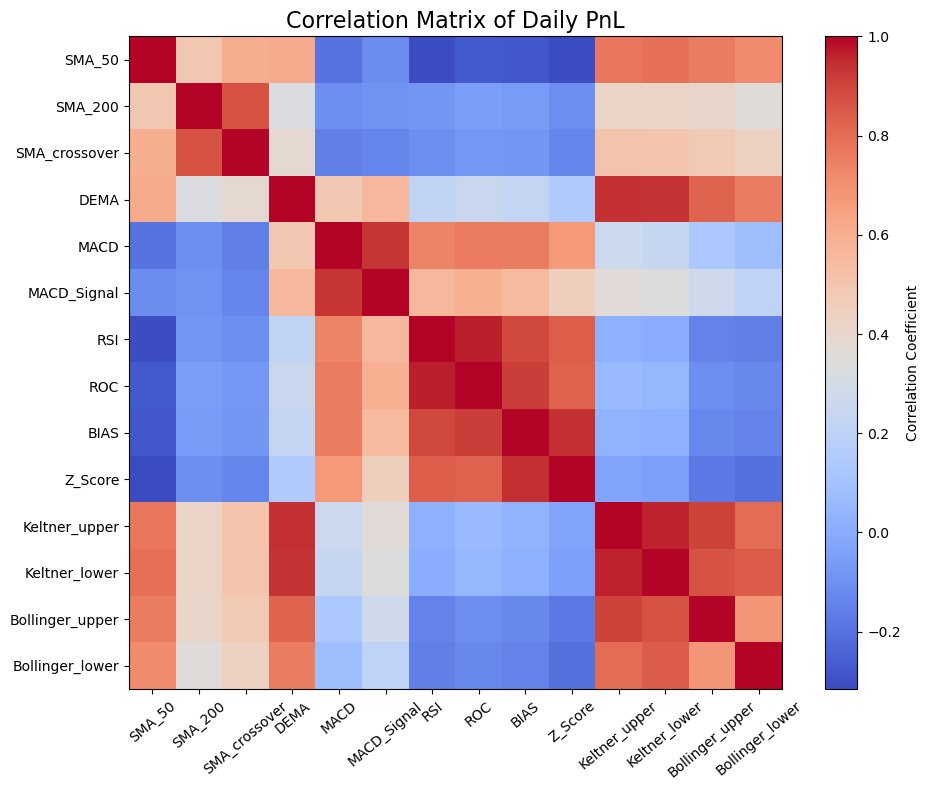 Correlation Matrix of Daily PnL
SMA_50
SMA_200
SMA_crossover
DEMA
MACD
MACD_Signal
RSI
ROC
BIAS
Z_Score
Keltner_upper
Keltner_lower
Bollinger_upper
Bollinger_lower
SMA_50
SMA_200
SMA_crossover
DEMA
MACD
MACD_Signal
RSI
ROC
BIAS
Z_Score
Keltner_upper
Keltner_lower
Bollinger_upper
Bollinger_lower
1.0
0.8
0.6
0.4
0.2
0.0
−0.2
Correlation Coefficient